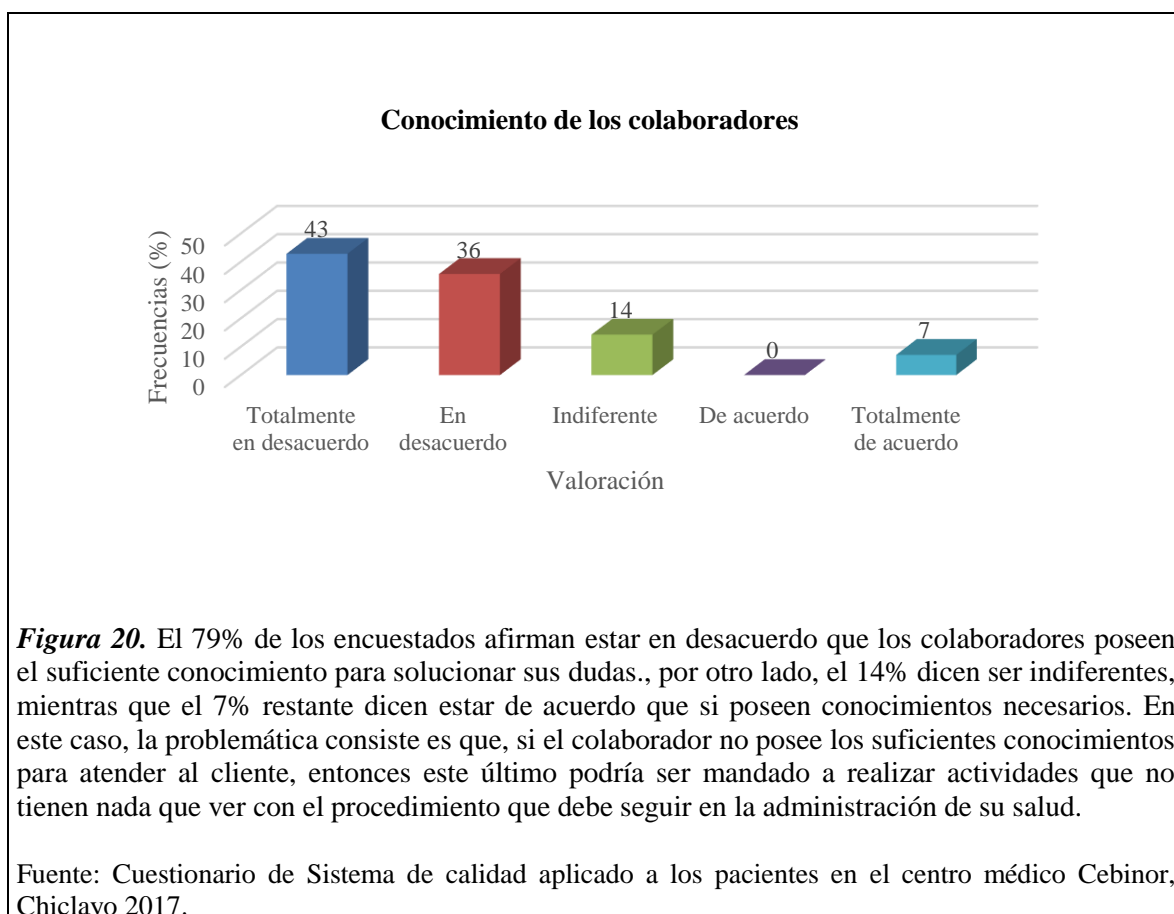 Conocimiento de los colaboradores
Frecuencias (%)
50
40
30
20
10
0
43
36
14
0
7
Totalmente
en desacuerdo
En
desacuerdo
Indiferente
De acuerdo
Totalmente
de acuerdo
Valoración
Figura 20. El 79% de los encuestados afirman estar en desacuerdo que los colaboradores poseen
el suficiente conocimiento para solucionar sus dudas., por otro lado, el 14% dicen ser indiferentes,
mientras que el 7% restante dicen estar de acuerdo que si poseen conocimientos necesarios. En
este caso, la problemática consiste es que, si el colaborador no posee los suficientes conocimientos
para atender al cliente, entonces este último podría ser mandado a realizar actividades que no
tienen nada que ver con el procedimiento que debe seguir en la administración de su salud.
Fuente: Cuestionario de Sistema de calidad aplicado a los pacientes en el centro médico Cebinor,
Chiclayo 2017.